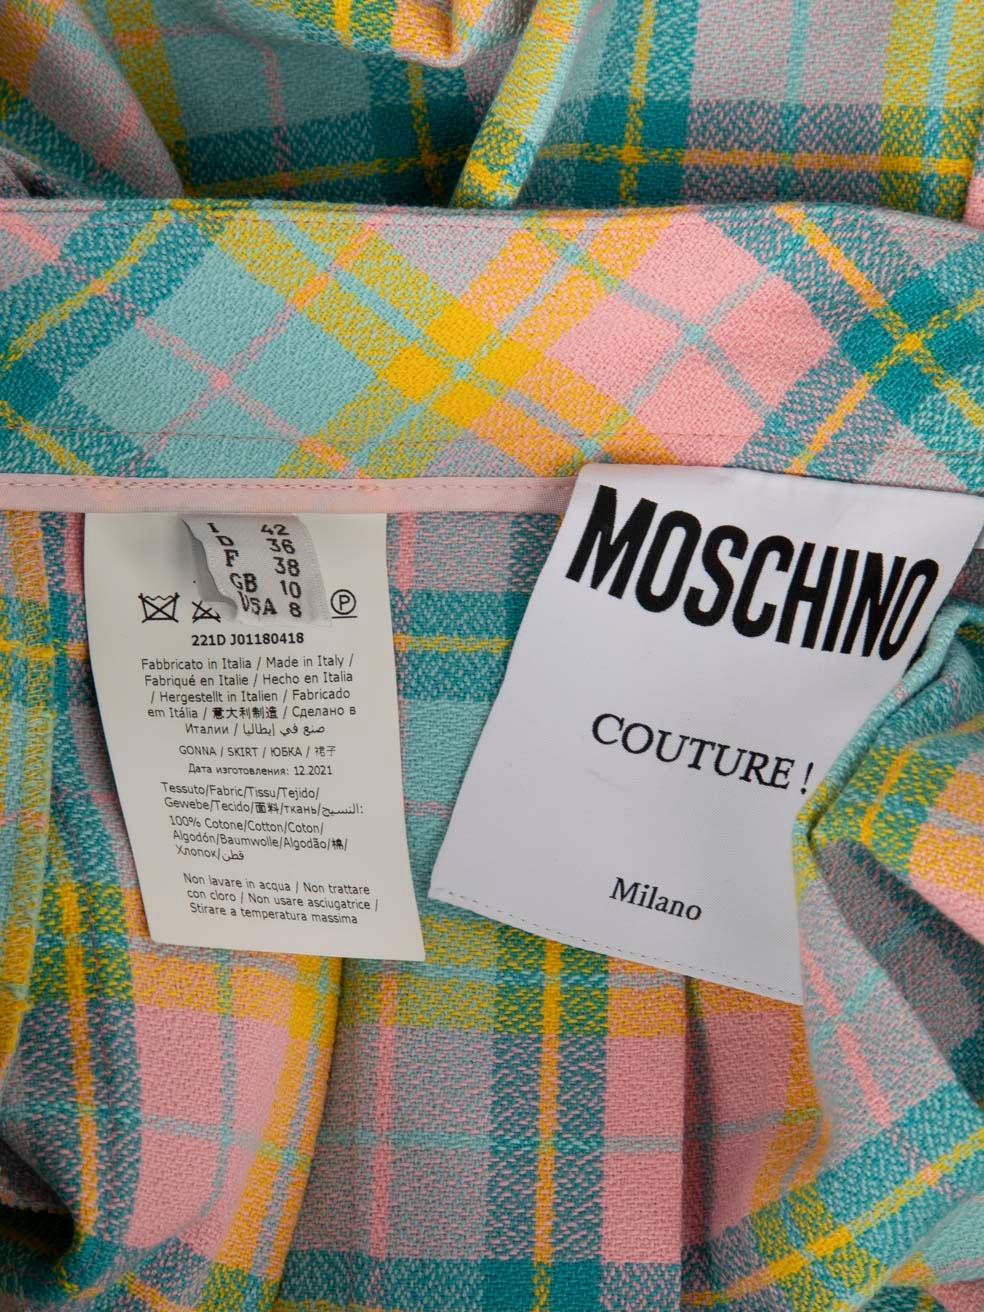 I 42
D 36
F 38
GB 10
USA 8
P
221D J01180418
Fabbricato in Italia / Made in Italy /
Fabriqué en Italie / Hecho en Italia
/ Hergestellt in Italien / Fabricado
em Itália / 意大利制造 / Сделано в
Италии / صنع في إيطاليا
GONNA / SKIRT / ЮБКА / 裙子
Дата изготовления: 12.2021
Tessuto/Fabric/Tissu/Tejido/
Gewebe/Tecido/面料/ткань/النسيج:
100% Cotone/Cotton/Coton/
Algodón/Baumwolle/Algodão/棉/
Хлопок/قطن
Non lavare in acqua / Non trattare
con cloro / Non usare asciugatrice /
Stirare a temperatura massima
MOSCHINO
COUTURE !
Milano